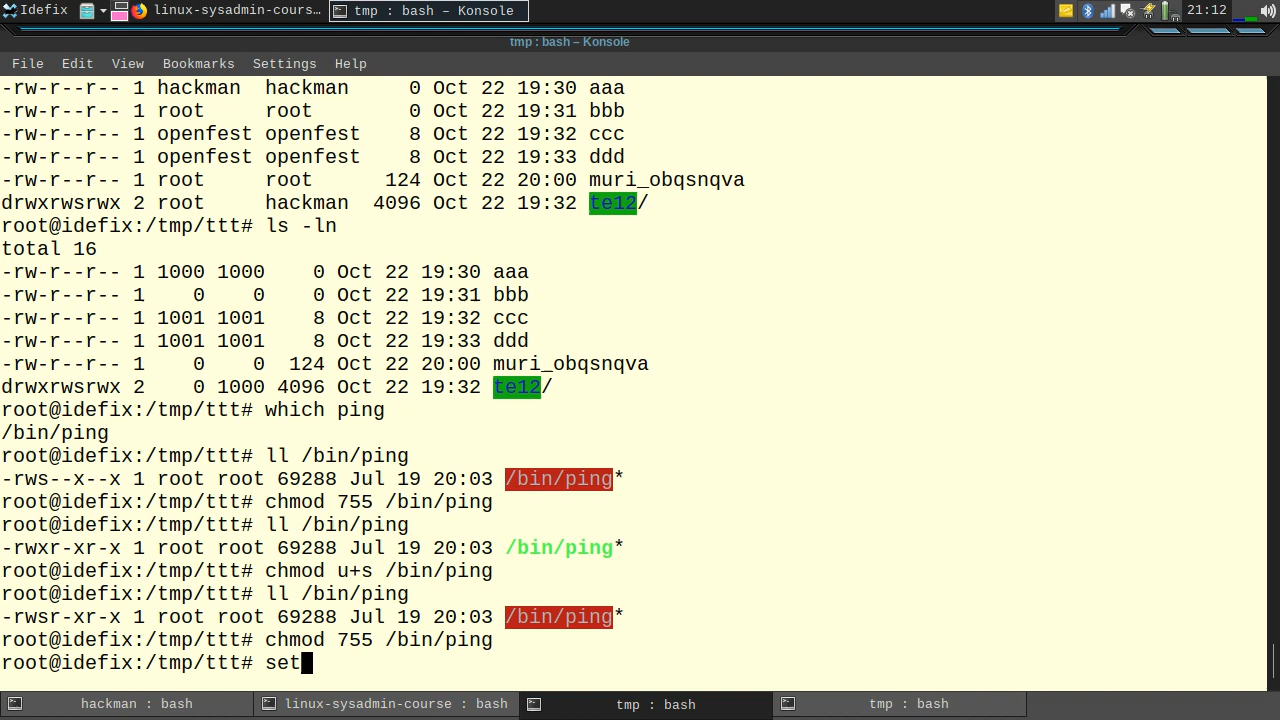 Idefix linux-sysadmin-cours… tmp : bash – Konsole 21:12
tmp : bash – Konsole
File Edit View Bookmarks Settings Help
-rw-r--r-- 1 hackman  hackman     0 Oct 22 19:30 aaa
-rw-r--r-- 1 root     root        0 Oct 22 19:31 bbb
-rw-r--r-- 1 openfest openfest    8 Oct 22 19:32 ccc
-rw-r--r-- 1 openfest openfest    8 Oct 22 19:33 ddd
-rw-r--r-- 1 root     root      124 Oct 22 20:00 muri_obqsnqva
drwxrwsrwx 2 root     hackman  4096 Oct 22 19:32 te12/
root@idefix:/tmp/ttt# ls -ln
total 16
-rw-r--r-- 1 1000 1000    0 Oct 22 19:30 aaa
-rw-r--r-- 1    0    0    0 Oct 22 19:31 bbb
-rw-r--r-- 1 1001 1001    8 Oct 22 19:32 ccc
-rw-r--r-- 1 1001 1001    8 Oct 22 19:33 ddd
-rw-r--r-- 1    0    0  124 Oct 22 20:00 muri_obqsnqva
drwxrwsrwx 2    0 1000 4096 Oct 22 19:32 te12/
root@idefix:/tmp/ttt# which ping
/bin/ping
root@idefix:/tmp/ttt# ll /bin/ping
-rws--x--x 1 root root 69288 Jul 19 20:03 /bin/ping*
root@idefix:/tmp/ttt# chmod 755 /bin/ping
root@idefix:/tmp/ttt# ll /bin/ping
-rwxr-xr-x 1 root root 69288 Jul 19 20:03 /bin/ping*
root@idefix:/tmp/ttt# chmod u+s /bin/ping
root@idefix:/tmp/ttt# ll /bin/ping
-rwsr-xr-x 1 root root 69288 Jul 19 20:03 /bin/ping*
root@idefix:/tmp/ttt# chmod 755 /bin/ping
root@idefix:/tmp/ttt# set
hackman : bash linux-sysadmin-course : bash tmp : bash tmp : bash